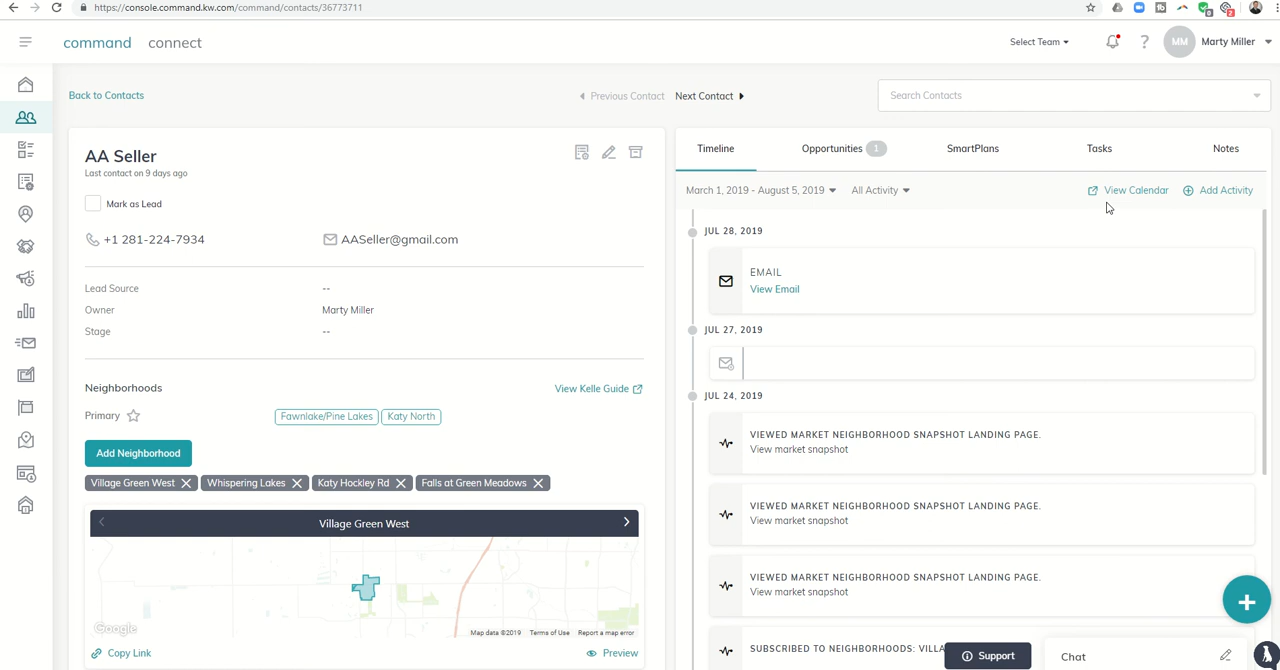 https://console.command.kw.com/command/contacts/36773711
command connect
Select Team
MM
Marty Miller
Back to Contacts
Previous Contact
Next Contact
Search Contacts
AA Seller
Last contact on 9 days ago
Mark as Lead
+1 281-224-7934
AASeller@gmail.com
Lead Source --
Owner Marty Miller
Stage --
Neighborhoods
View Kelle Guide
Primary
Fawnlake/Pine Lakes
Katy North
Add Neighborhood
Village Green West
Whispering Lakes
Katy Hockley Rd
Falls at Green Meadows
Village Green West
Google
Map data ©2019 Terms of Use Report a map error
Copy Link
Preview
Timeline
Opportunities 1
SmartPlans
Tasks
Notes
March 1, 2019 - August 5, 2019
All Activity
View Calendar
Add Activity
JUL 28, 2019
EMAIL
View Email
JUL 27, 2019
JUL 24, 2019
VIEWED MARKET NEIGHBORHOOD SNAPSHOT LANDING PAGE.
View market snapshot
VIEWED MARKET NEIGHBORHOOD SNAPSHOT LANDING PAGE.
View market snapshot
VIEWED MARKET NEIGHBORHOOD SNAPSHOT LANDING PAGE.
View market snapshot
SUBSCRIBED TO NEIGHBORHOODS: VILLA
Support
Chat